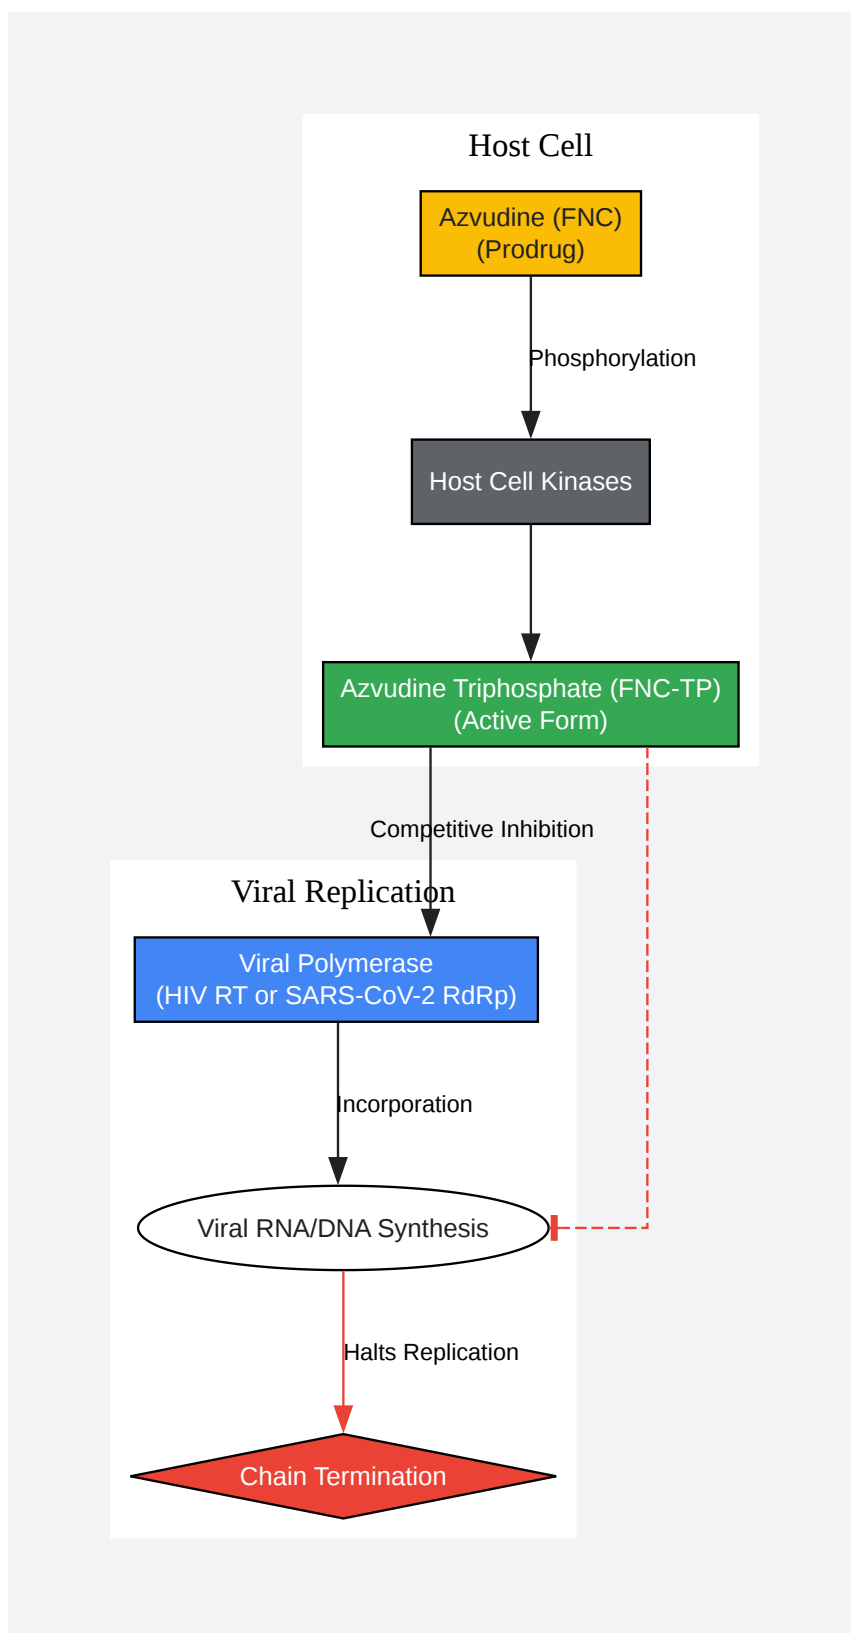 Host Cell
Azvudine (FNC)
(Prodrug)
Phosphorylation
Host Cell Kinases
Azvudine Triphosphate (FNC-TP)
(Active Form)
Competitive Inhibition
Viral Replication
Viral Polymerase
(HIV RT or SARS-CoV-2 RdRp)
Incorporation
Viral RNA/DNA Synthesis
Halts Replication
Chain Termination